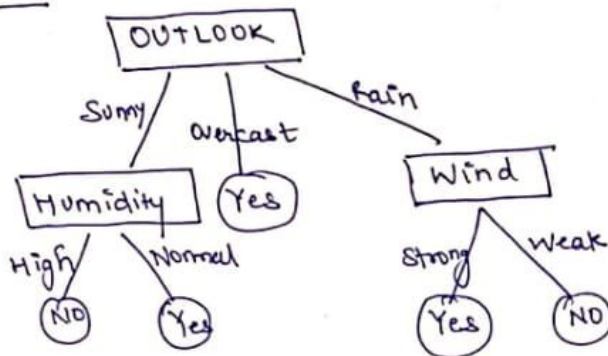 OUTLOOK
Sunny
Overcast
Rain
Humidity
Yes
Wind
High
Normal
Strong
Weak
NO
Yes
Yes
NO